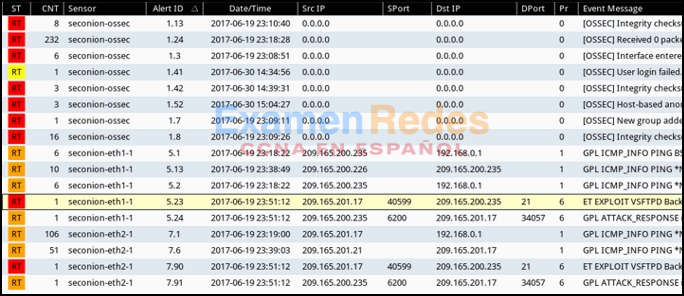 ST CNT Sensor Alert ID △ Date/Time Src IP SPort Dst IP DPort Pr Event Message
RT 8 seconion-ossec 1.13 2017-06-19 23:10:40 0.0.0.0 0.0.0.0 0 [OSSEC] Integrity checks
RT 232 seconion-ossec 1.24 2017-06-19 23:18:28 0.0.0.0 0.0.0.0 0 [OSSEC] Received 0 packe
RT 6 seconion-ossec 1.3 2017-06-19 23:08:51 0.0.0.0 0.0.0.0 0 [OSSEC] Interface entere
RT 1 seconion-ossec 1.41 2017-06-30 14:34:56 0.0.0.0 0.0.0.0 0 [OSSEC] User login failed.
RT 3 seconion-ossec 1.42 2017-06-30 14:39:31 0.0.0.0 0.0.0.0 0 [OSSEC] Integrity checks
RT 3 seconion-ossec 1.52 2017-06-30 15:04:27 0.0.0.0 0.0.0.0 0 [OSSEC] Host-based anor
RT 1 seconion-ossec 1.7 2017-06-19 23:09:11 0.0.0.0 0.0.0.0 0 [OSSEC] New group adde
RT 16 seconion-ossec 1.8 2017-06-19 23:09:26 0.0.0.0 0.0.0.0 0 [OSSEC] Integrity checks
ExamenRedes
CCNA EN ESPAÑOL
RT 6 seconion-eth1-1 5.1 2017-06-19 23:18:22 209.165.200.235 192.168.0.1 1 GPL ICMP_INFO PING BS
RT 10 seconion-eth1-1 5.13 2017-06-19 23:38:49 209.165.200.226 209.165.200.235 1 GPL ICMP_INFO PING *N
RT 6 seconion-eth1-1 5.2 2017-06-19 23:18:22 209.165.200.235 192.168.0.1 1 GPL ICMP_INFO PING *N
RT 1 seconion-eth1-1 5.23 2017-06-19 23:51:12 209.165.201.17 40599 209.165.200.235 21 6 ET EXPLOIT VSFTPD Back
RT 1 seconion-eth1-1 5.24 2017-06-19 23:51:12 209.165.200.235 6200 209.165.201.17 34057 6 GPL ATTACK_RESPONSE i
RT 106 seconion-eth2-1 7.1 2017-06-19 23:19:00 209.165.201.17 192.168.0.1 1 GPL ICMP_INFO PING *N
RT 51 seconion-eth2-1 7.6 2017-06-19 23:39:03 209.165.201.21 209.165.201.17 1 GPL ICMP_INFO PING *N
RT 1 seconion-eth2-1 7.90 2017-06-19 23:51:12 209.165.201.17 40599 209.165.200.235 21 6 ET EXPLOIT VSFTPD Back
RT 1 seconion-eth2-1 7.91 2017-06-19 23:51:12 209.165.200.235 6200 209.165.201.17 34057 6 GPL ATTACK_RESPONSE i